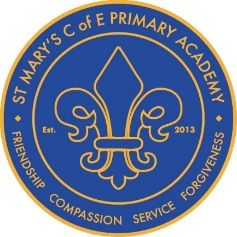 ST MARY'S C of E PRIMARY ACADEMY
Est. 2013
FRIENDSHIP COMPASSION SERVICE FORGIVENESS